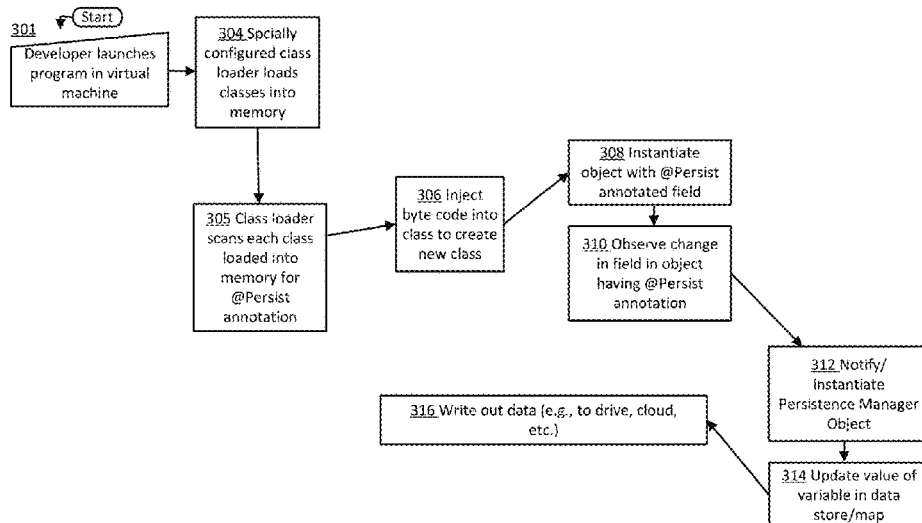 Start
301
Developer launches
program in virtual
machine
304 Spcially
configured class
loader loads
classes into
memory
305 Class loader
scans each class
loaded into
memory for
@Persist
annotation
306 Inject
byte code into
class to create
new class
308 Instantiate
object with @Persist
annotated field
310 Observe change
in field in object
having @Persist
annotation
312 Notify/
Instantiate
Persistence Manager
Object
314 Update value of
variable in data
store/map
316 Write out data (e.g., to drive, cloud,
etc.)